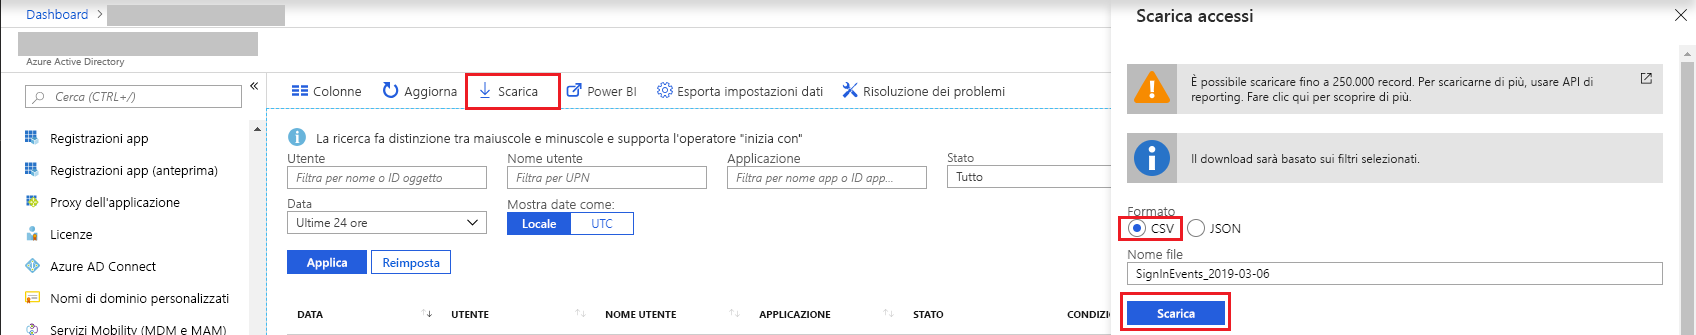 Dashboard
Azure Active Directory
Cerca (CTRL+/)
Registrazioni app
Registrazioni app (anteprima)
Proxy dell'applicazione
Licenze
Azure AD Connect
Nomi di dominio personalizzati
Servizi Mobility (MDM e MAM)
Colonne Aggiorna Scarica Power BI Esporta impostazioni dati Risoluzione dei problemi
La ricerca fa distinzione tra maiuscole e minuscole e supporta l'operatore "inizia con"
Utente Nome utente Applicazione Stato
Filtra per nome o ID oggetto Filtra per UPN Filtra per nome app o ID app... Tutto
Data Mostra date come:
Ultime 24 ore Locale UTC
Applica Reimposta
DATA UTENTE NOME UTENTE APPLICAZIONE STATO CONDIZIO
Scarica accessi
È possibile scaricare fino a 250.000 record. Per scaricarne di più, usare API di
reporting. Fare clic qui per scoprire di più.
Il download sarà basato sui filtri selezionati.
Formato
CSV JSON
Nome file
SignInEvents_2019-03-06
Scarica